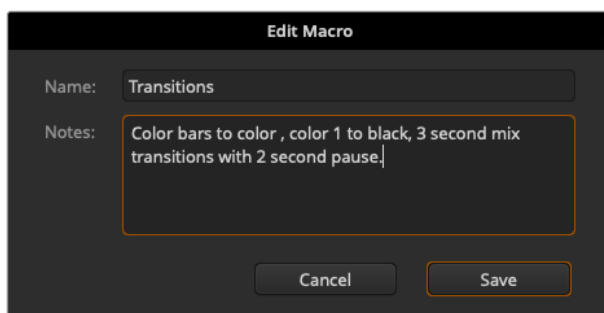 Edit Macro
Name: Transitions
Notes: Color bars to color , color 1 to black, 3 second mix
transitions with 2 second pause.
Cancel Save